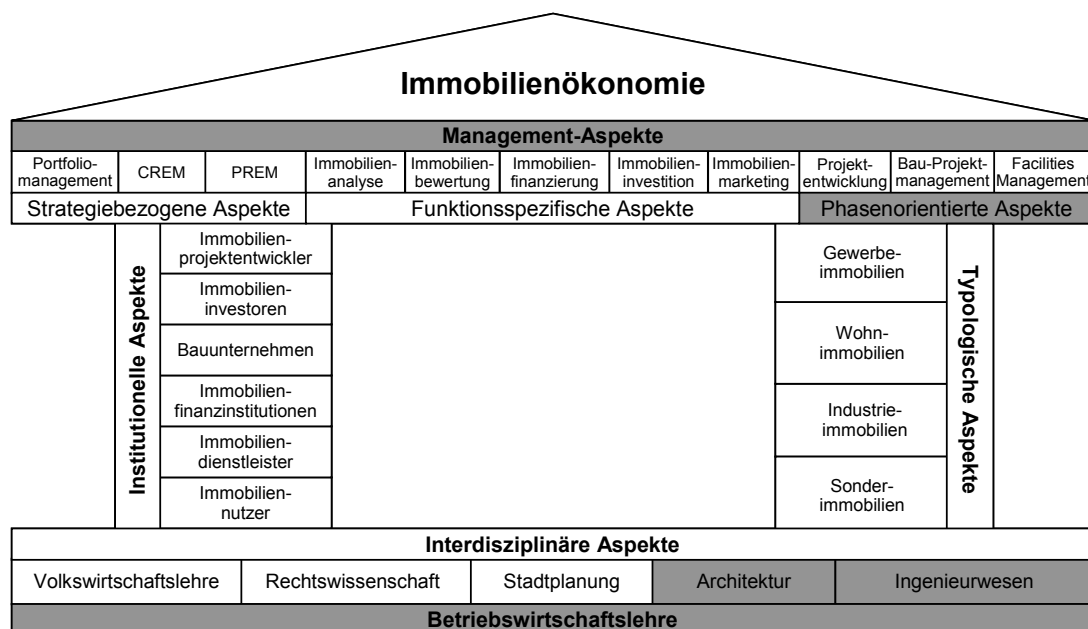 Immobilienökonomie
Management-Aspekte
Portfolio-
management
CREM
PREM
Immobilien-
analyse
Immobilien-
bewertung
Immobilien-
finanzierung
Immobilien-
investition
Immobilien-
marketing
Projekt-
entwicklung
Bau-Projekt-
management
Facilities
Management
Strategiebezogene Aspekte
Funktionsspezifische Aspekte
Phasenorientierte Aspekte
Institutionelle Aspekte
Immobilien-
projektentwickler
Immobilien-
investoren
Bauunternehmen
Immobilien-
finanzinstitutionen
Immobilien-
dienstleister
Immobilien-
nutzer
Gewerbe-
immobilien
Wohn-
immobilien
Industrie-
immobilien
Sonder-
immobilien
Typologische Aspekte
Interdisziplinäre Aspekte
Volkswirtschaftslehre
Rechtswissenschaft
Stadtplanung
Architektur
Ingenieurwesen
Betriebswirtschaftslehre